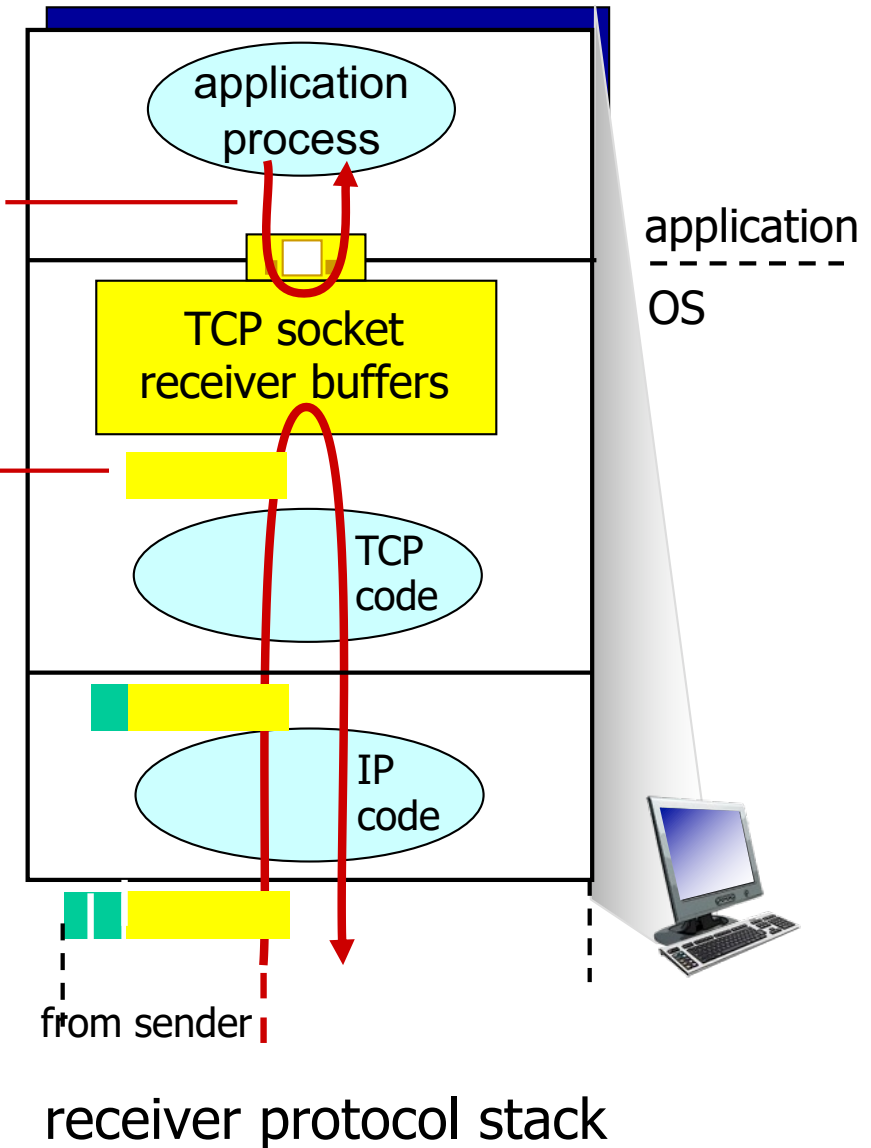 application
process
application
OS
TCP socket
receiver buffers
TCP
code
IP
code
from sender
receiver protocol stack